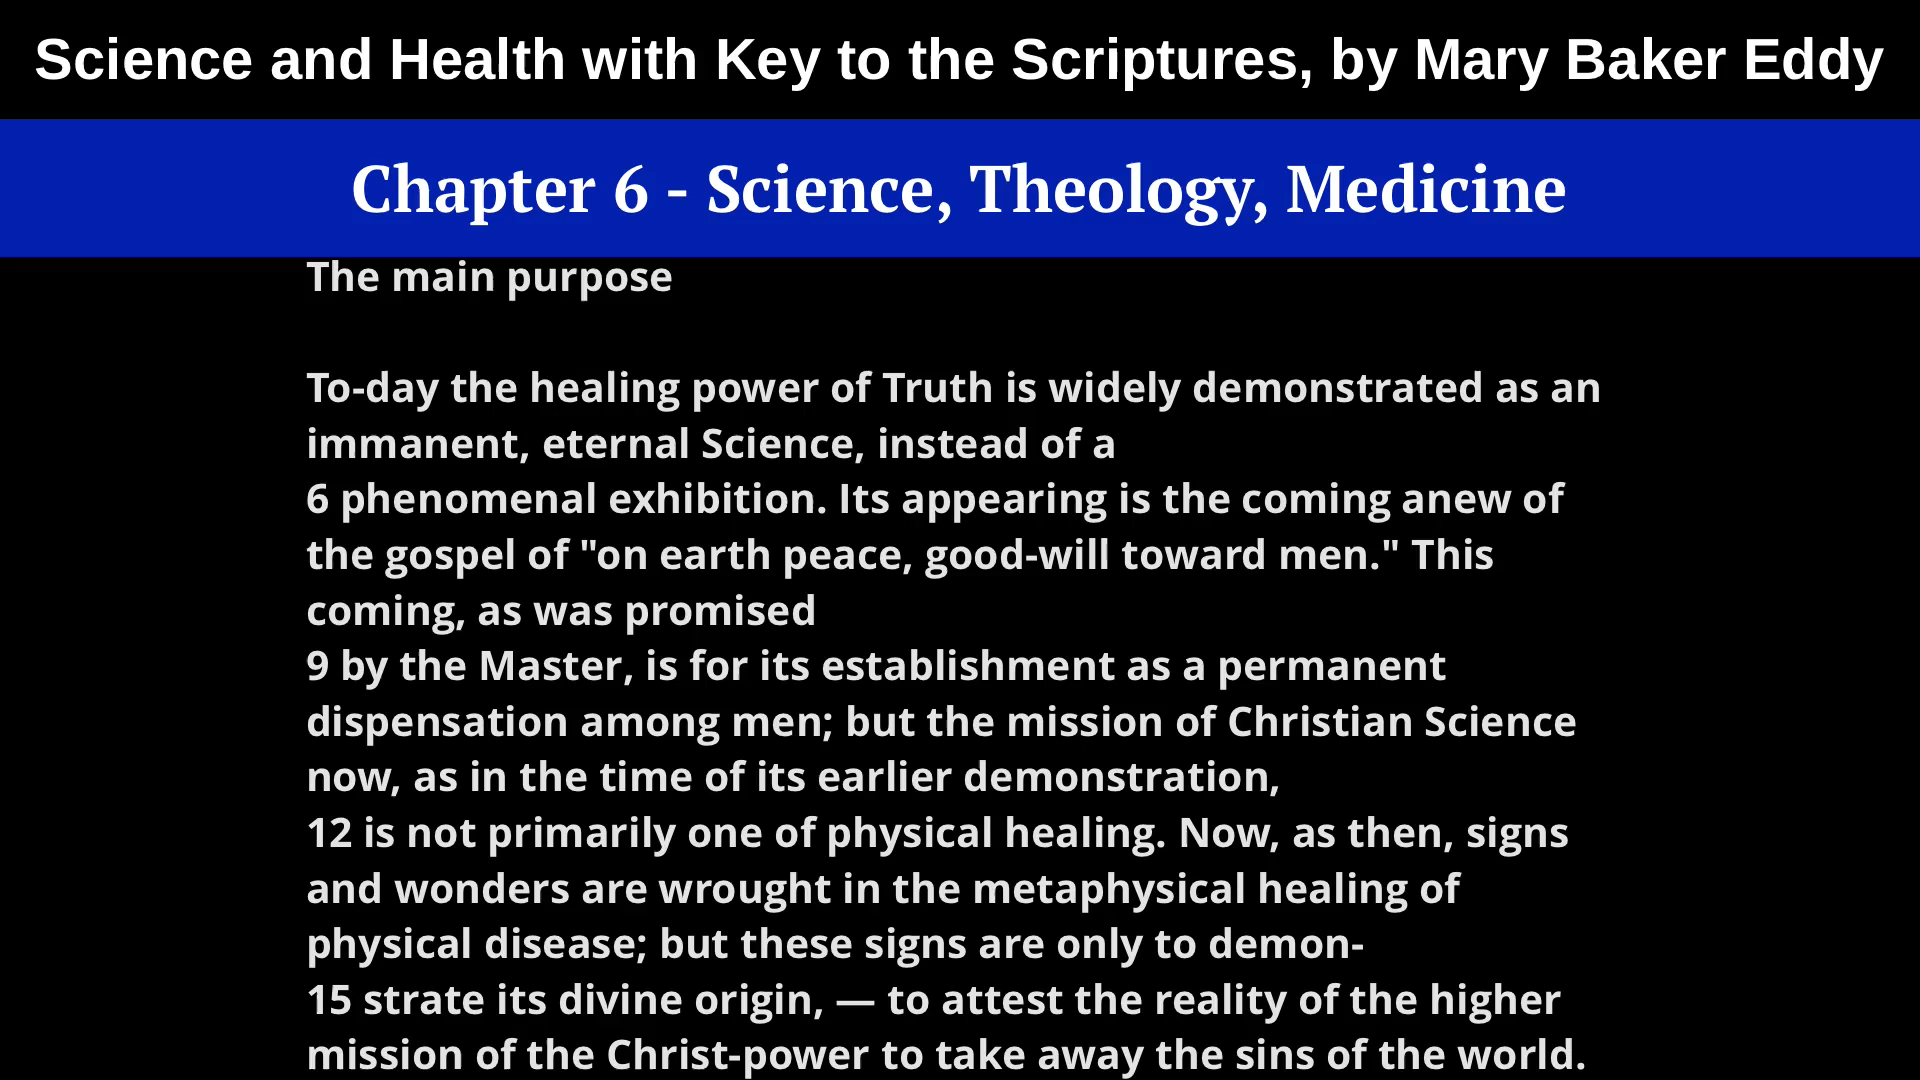 Science and Health with Key to the Scriptures, by Mary Baker Eddy
Chapter 6 - Science, Theology, Medicine
The main purpose
To-day the healing power of Truth is widely demonstrated as an
immanent, eternal Science, instead of a
6 phenomenal exhibition. Its appearing is the coming anew of
the gospel of "on earth peace, good-will toward men." This
coming, as was promised
9 by the Master, is for its establishment as a permanent
dispensation among men; but the mission of Christian Science
now, as in the time of its earlier demonstration,
12 is not primarily one of physical healing. Now, as then, signs
and wonders are wrought in the metaphysical healing of
physical disease; but these signs are only to demon-
15 strate its divine origin, — to attest the reality of the higher
mission of the Christ-power to take away the sins of the world.